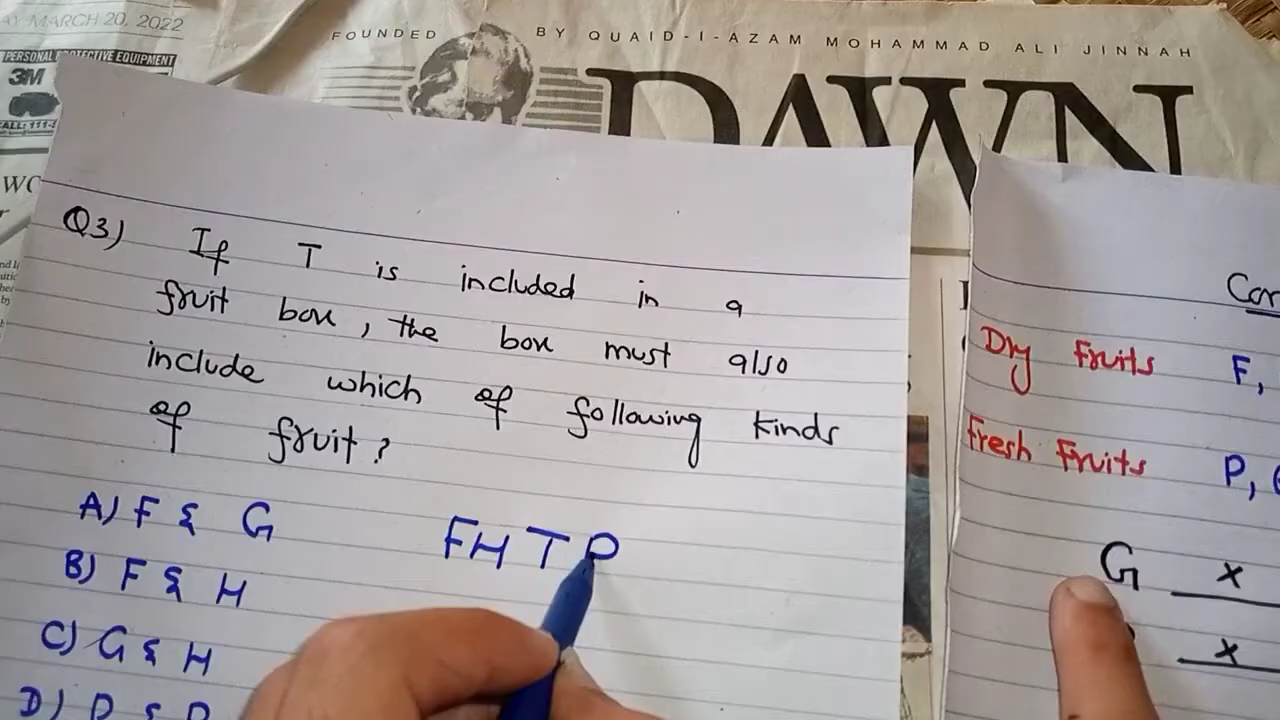 MARCH 20, 2022
PERSONAL PROTECTIVE EQUIPMENT
3M
FOUNDED BY QUAID-I-AZAM MOHAMMAD ALI JINNAH
DAWN
Q3) If T is included in a
fruit box, the box must also
include which of following kinds
of fruit?
A) F & G
B) F & H
C) G & H
D)
F H T P
Dry Fruits F,
Fresh Fruits P,
G x
x